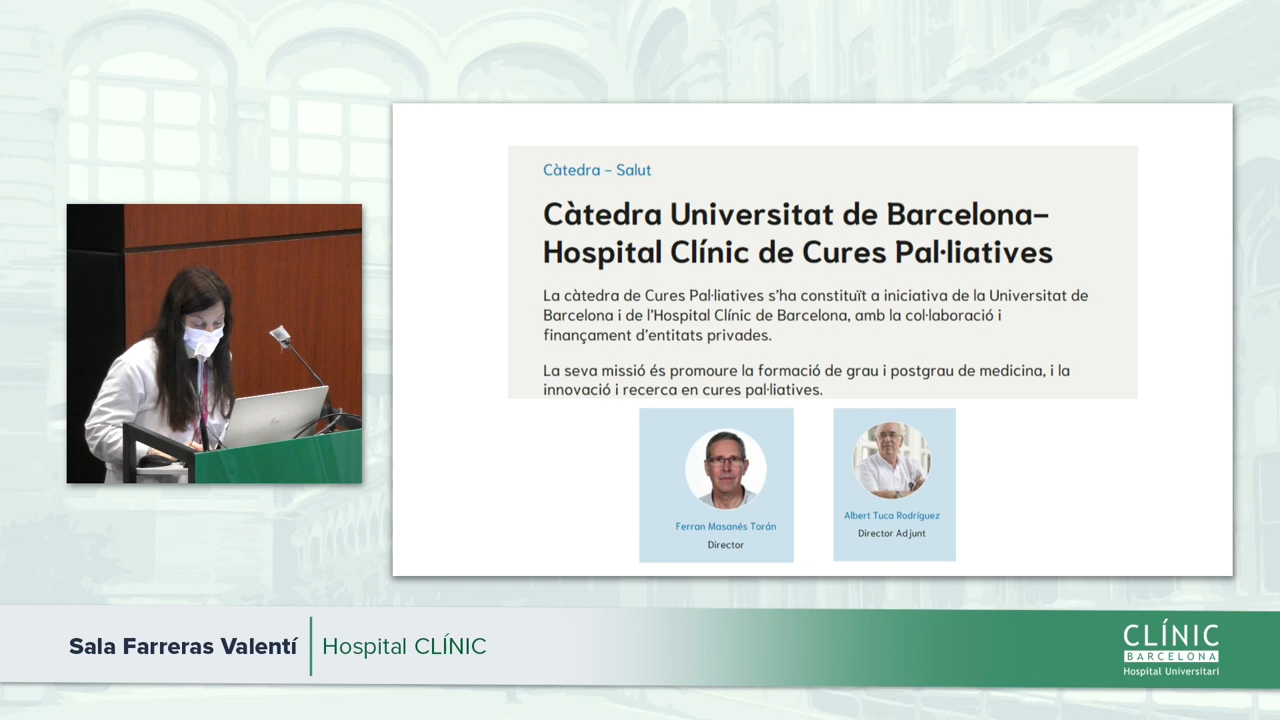 Càtedra – Salut
Càtedra Universitat de Barcelona–
Hospital Clínic de Cures Pal·liatives
La càtedra de Cures Pal·liatives s'ha constituït a iniciativa de la Universitat de
Barcelona i de l'Hospital Clínic de Barcelona, amb la col·laboració i
finançament d'entitats privades.
La seva missió és promoure la formació de grau i postgrau de medicina, i la
innovació i recerca en cures pal·liatives.
Ferran Masanés Torán
Director
Albert Tuca Rodríguez
Director Adjunt
Sala Farreras Valentí
Hospital CLÍNIC
CLÍNIC
BARCELONA
Hospital Universitari